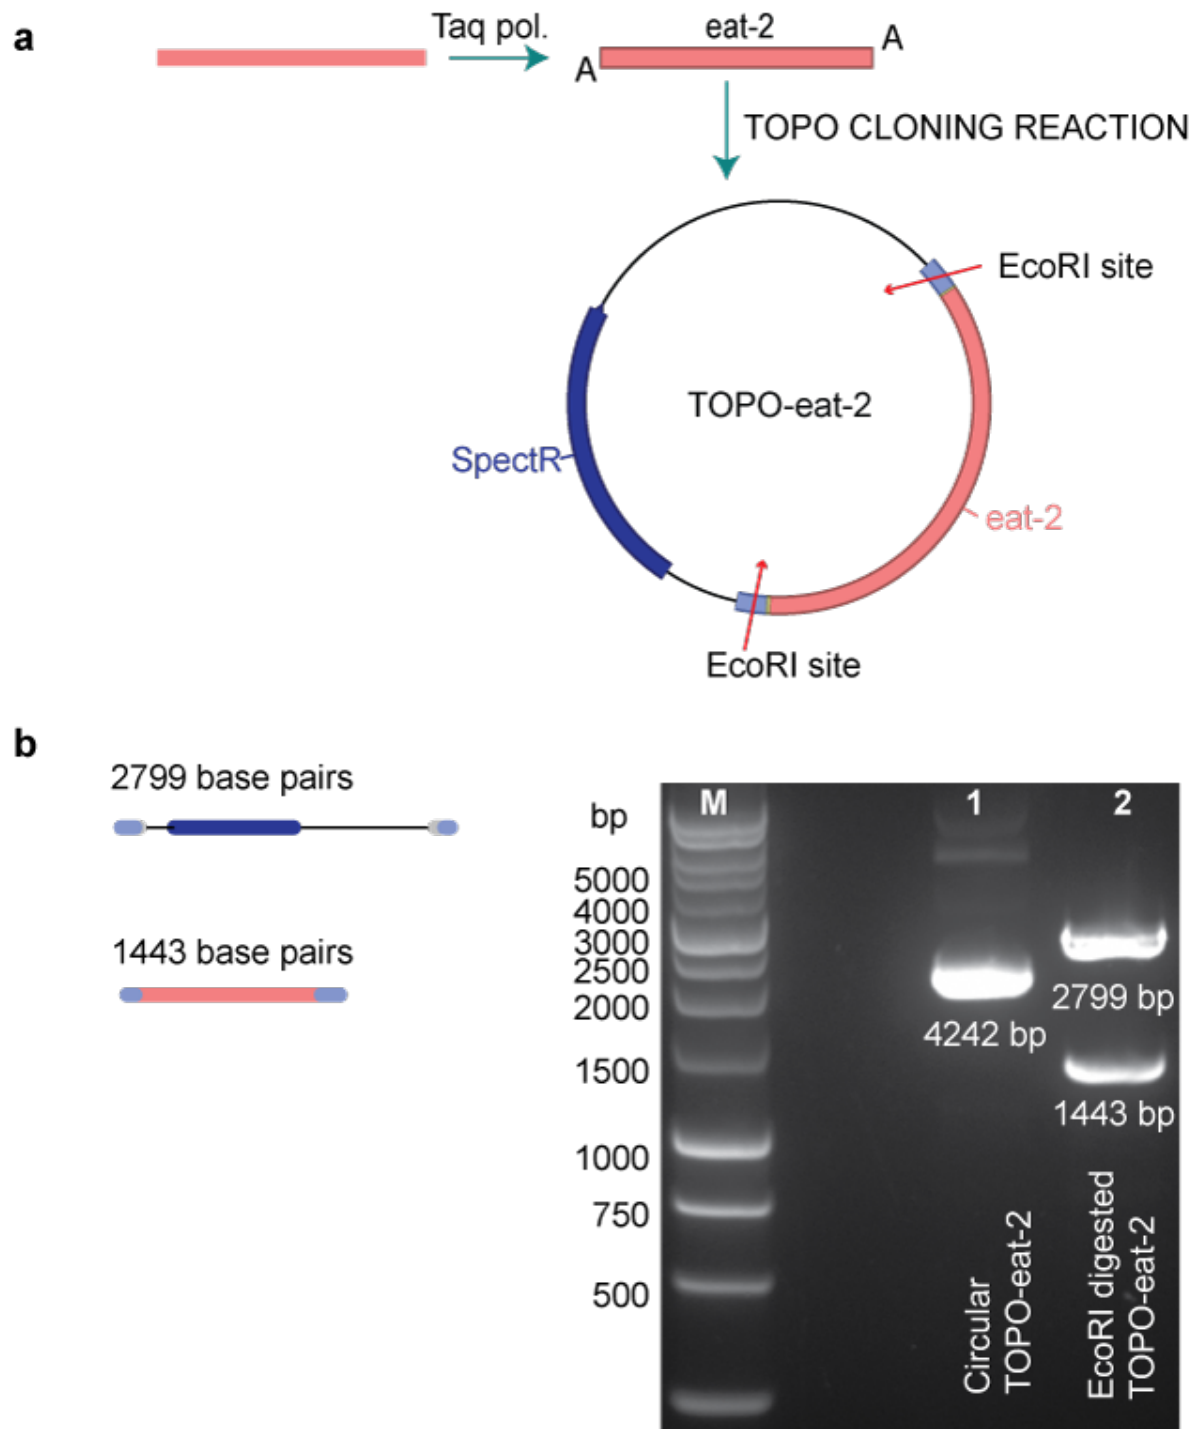 a
Taq pol.
eat-2
A
A
TOPO CLONING REACTION
EcoRI site
TOPO-eat-2
SpectR
eat-2
EcoRI site
b
2799 base pairs
1443 base pairs
bp
M
1
2
5000
4000
3000
2500
2000
1500
1000
750
500
4242 bp
2799 bp
1443 bp
Circular
TOPO-eat-2
EcoRI digested
TOPO-eat-2